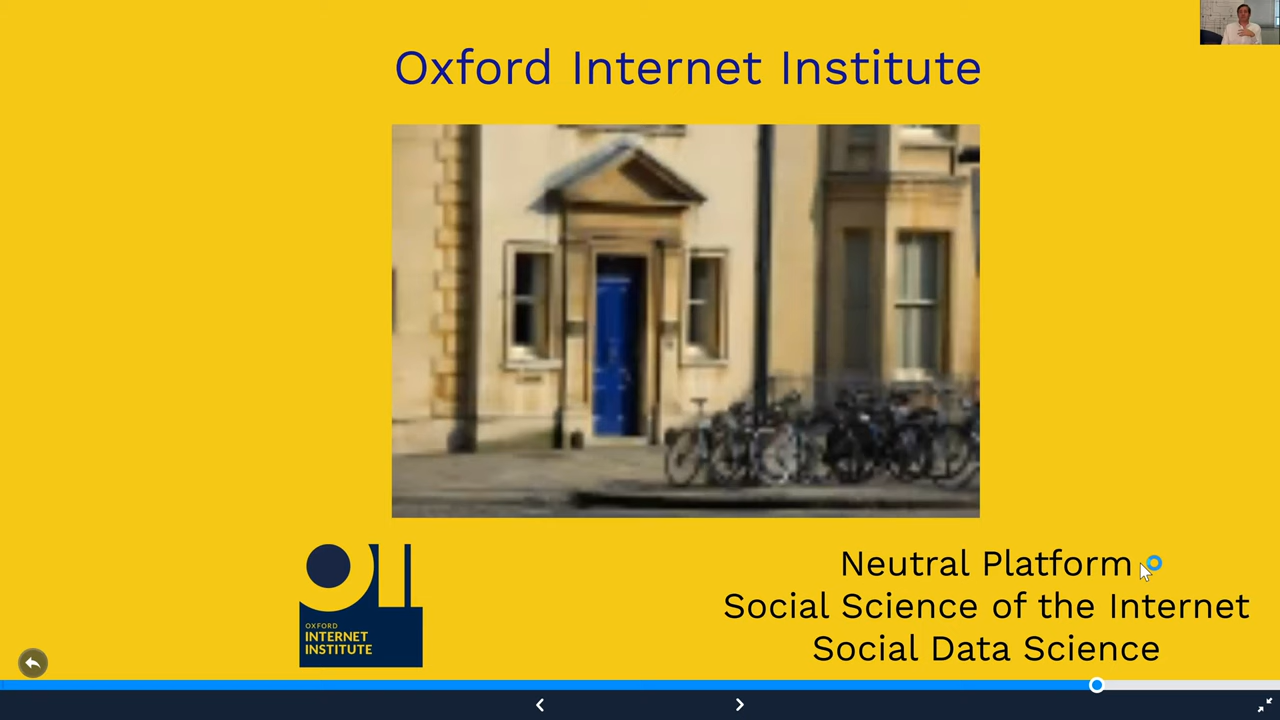 Oxford Internet Institute
OXFORD
INTERNET
INSTITUTE
Neutral Platform
Social Science of the Internet
Social Data Science